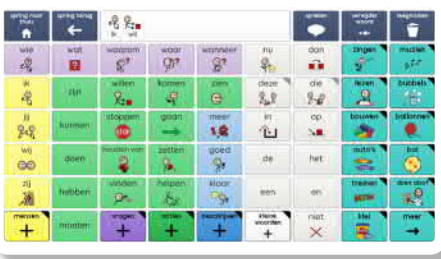 spring naar thuis
spring terug
ik wil
spreken
verwijder woord
leegmaken
wie wat waarom waar wanneer nu dan zingen muziek
ik zijn willen komen zien deze die lezen bubbels
jij kunnen stoppen gaan meer in op bouwen ballonnen
wij doen houden van zetten goed de het auto's bal
zij hebben vinden helpen klaar een en treinen
mensen moeten vragen acties beschrijven kleine woorden niet klei meer